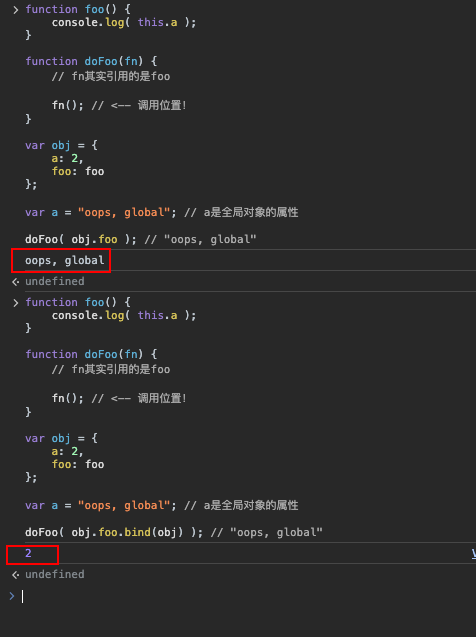 function foo() {
console.log( this.a );
}
function doFoo(fn) {
// fn其实引用的是foo
fn(); // <-- 调用位置!
}
var obj = {
a: 2,
foo: foo
};
var a = "oops, global"; // a是全局对象的属性
doFoo( obj.foo ); // "oops, global"
oops, global
undefined
function foo() {
console.log( this.a );
}
function doFoo(fn) {
// fn其实引用的是foo
fn(); // <-- 调用位置!
}
var obj = {
a: 2,
foo: foo
};
var a = "oops, global"; // a是全局对象的属性
doFoo( obj.foo.bind(obj) ); // "oops, global"
2
undefined